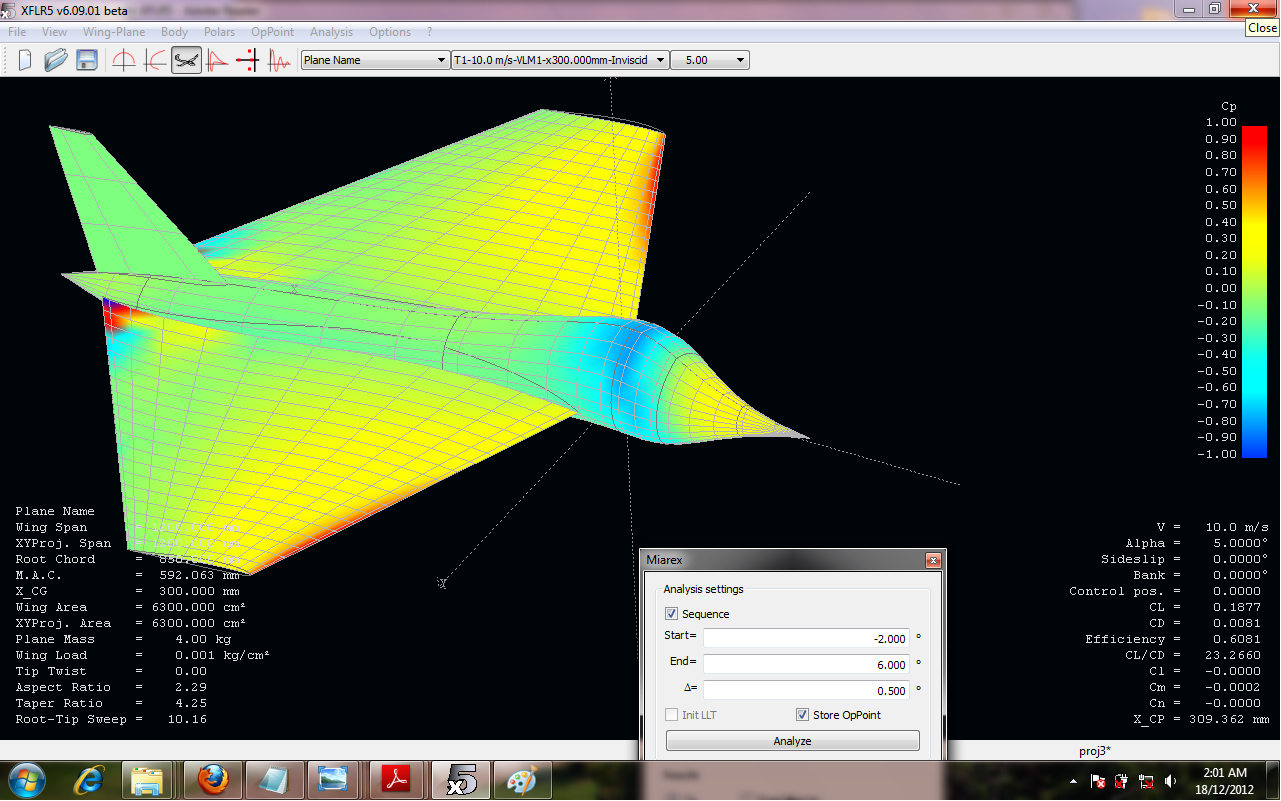 XFLR5 v6.09.01 beta
Close
File View Wing-Plane Body Polars OpPoint Analysis Options ?
Plane Name T1-10.0 m/s-VLM1-x300.000mm-Inviscid 5.00
Cp
1.00
0.90
0.80
0.70
0.60
0.50
0.40
0.30
0.20
0.10
0.00
-0.10
-0.20
-0.30
-0.40
-0.50
-0.60
-0.70
-0.80
-0.90
-1.00
X
Y
Plane Name
Wing Span
XYProj. Span
Root Chord =
M.A.C. = 592.063 mm
X_CG = 300.000 mm
Wing Area = 6300.000 cm²
XYProj. Area = 6300.000 cm²
Plane Mass = 4.00 kg
Wing Load = 0.001 kg/cm²
Tip Twist = 0.00
Aspect Ratio = 2.29
Taper Ratio = 4.25
Root-Tip Sweep = 10.16
Miarex
Analysis settings
Sequence
Start= -2.000 °
End= 6.000 °
Δ= 0.500 °
Init LLT Store OpPoint
Analyze
V = 10.0 m/s
Alpha = 5.0000°
Sideslip = 0.0000°
Bank = 0.0000°
Control pos. = 0.0000
CL = 0.1877
CD = 0.0081
Efficiency = 0.6081
CL/CD = 23.2660
Cl = -0.0000
Cm = -0.0002
Cn = -0.0000
X_CP = 309.362 mm
proj3*
x5
2:01 AM
18/12/2012